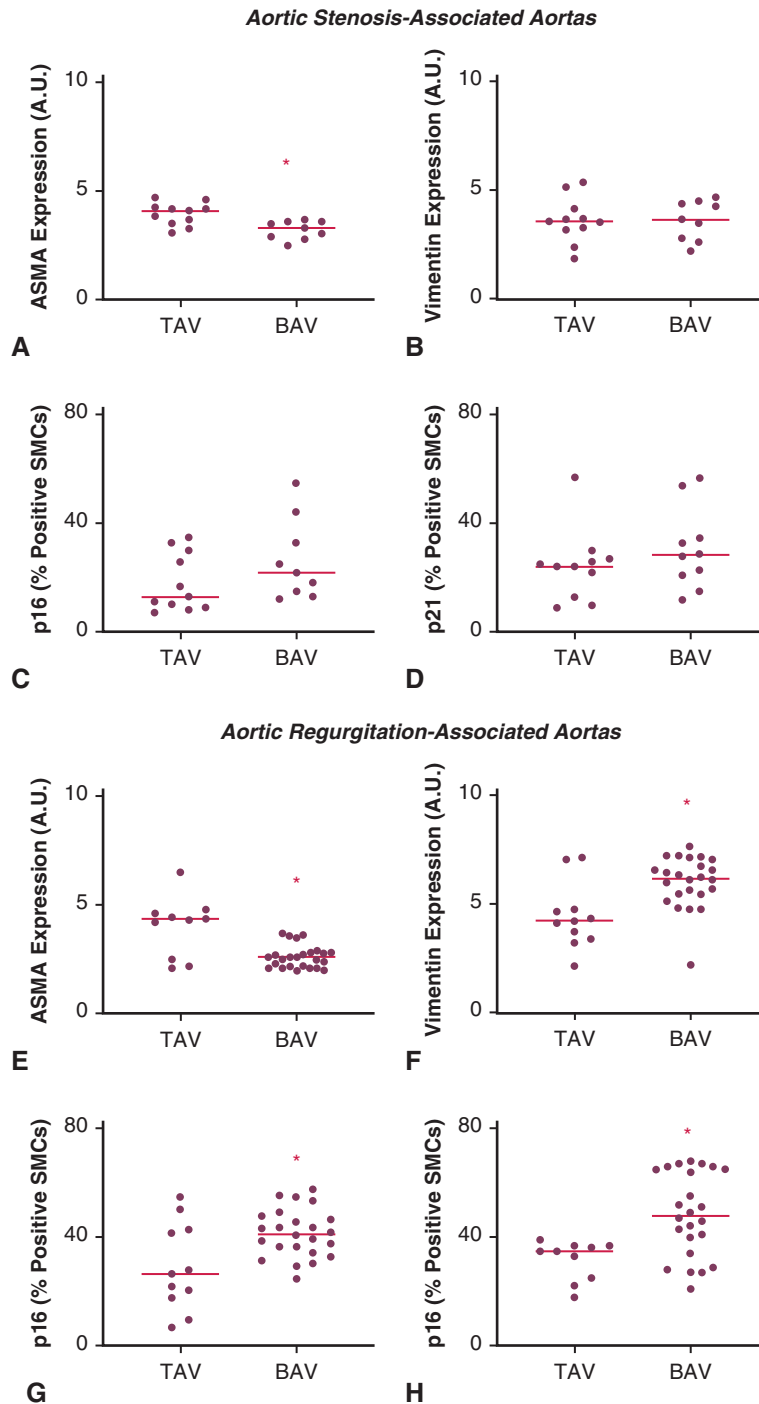 Aortic Stenosis-Associated Aortas
ASMA Expression (A.U.)
10
5
0
*
TAV BAV
A
Vimentin Expression (A.U.)
10
5
0
TAV BAV
B
p16 (% Positive SMCs)
80
40
0
TAV BAV
C
p21 (% Positive SMCs)
80
40
0
TAV BAV
D
Aortic Regurgitation-Associated Aortas
ASMA Expression (A.U.)
10
5
0
*
TAV BAV
E
Vimentin Expression (A.U.)
10
5
0
*
TAV BAV
F
p16 (% Positive SMCs)
80
40
0
*
TAV BAV
G
p16 (% Positive SMCs)
80
40
0
*
TAV BAV
H